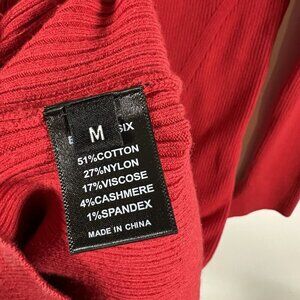 M
SIX
51%COTTON
27%NYLON
17%VISCOSE
4%CASHMERE
1%SPANDEX
MADE IN CHINA